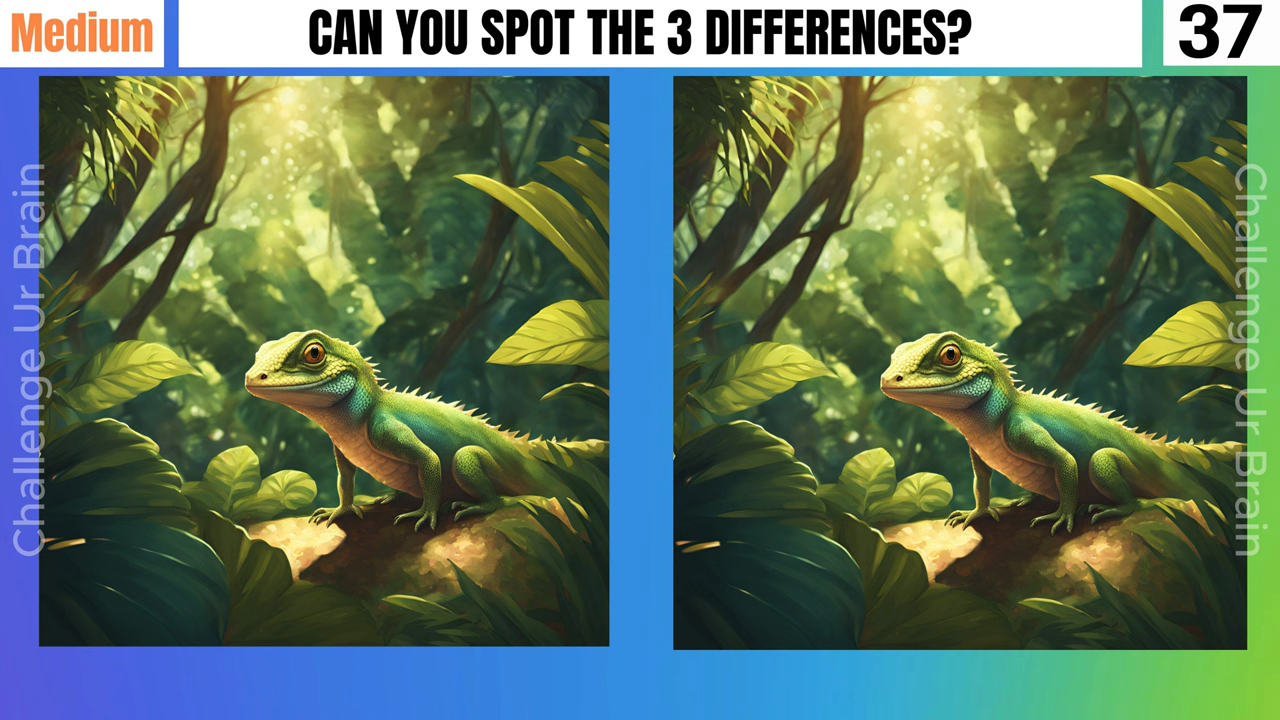 Medium
CAN YOU SPOT THE 3 DIFFERENCES?
37
Challenge Ur Brain
Challenge Ur Brain